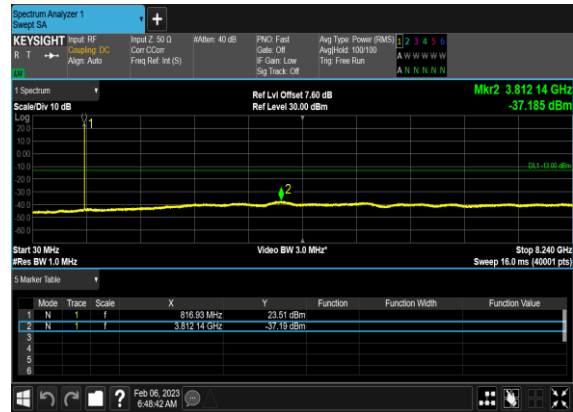 Spectrum Analyzer 1
Swept SA
+
KEYSIGHT Input: RF Input Z: 50 Ω #Atten: 40 dB PNO: Fast Avg Type: Power (RMS) 1 2 3 4 5 6
R T Coupling: DC Corr CCorr Gate: Off Avg|Hold: 100/100 A W W W W W
Align: Auto Freq Ref: Int (S) IF Gain: Low Trig: Free Run
LXI Sig Track: Off A N N N N N
1 Spectrum Ref Lvl Offset 7.60 dB Mkr2 3.812 14 GHz
Scale/Div 10 dB Ref Level 30.00 dBm -37.185 dBm
Log
1
20.0
10.0
0.00
-10.0
DL1 -13.00 dBm
-20.0
-30.0
2
-40.0
-50.0
-60.0
Start 30 MHz Video BW 3.0 MHz* Stop 8.240 GHz
#Res BW 1.0 MHz Sweep 16.0 ms (40001 pts)
5 Marker Table
Mode Trace Scale X Y Function Function Width Function Value
1 N 1 f 816.93 MHz 23.51 dBm
2 N 1 f 3.812 14 GHz -37.19 dBm
3
4
5
6
? Feb 06, 2023
6:48:42 AM